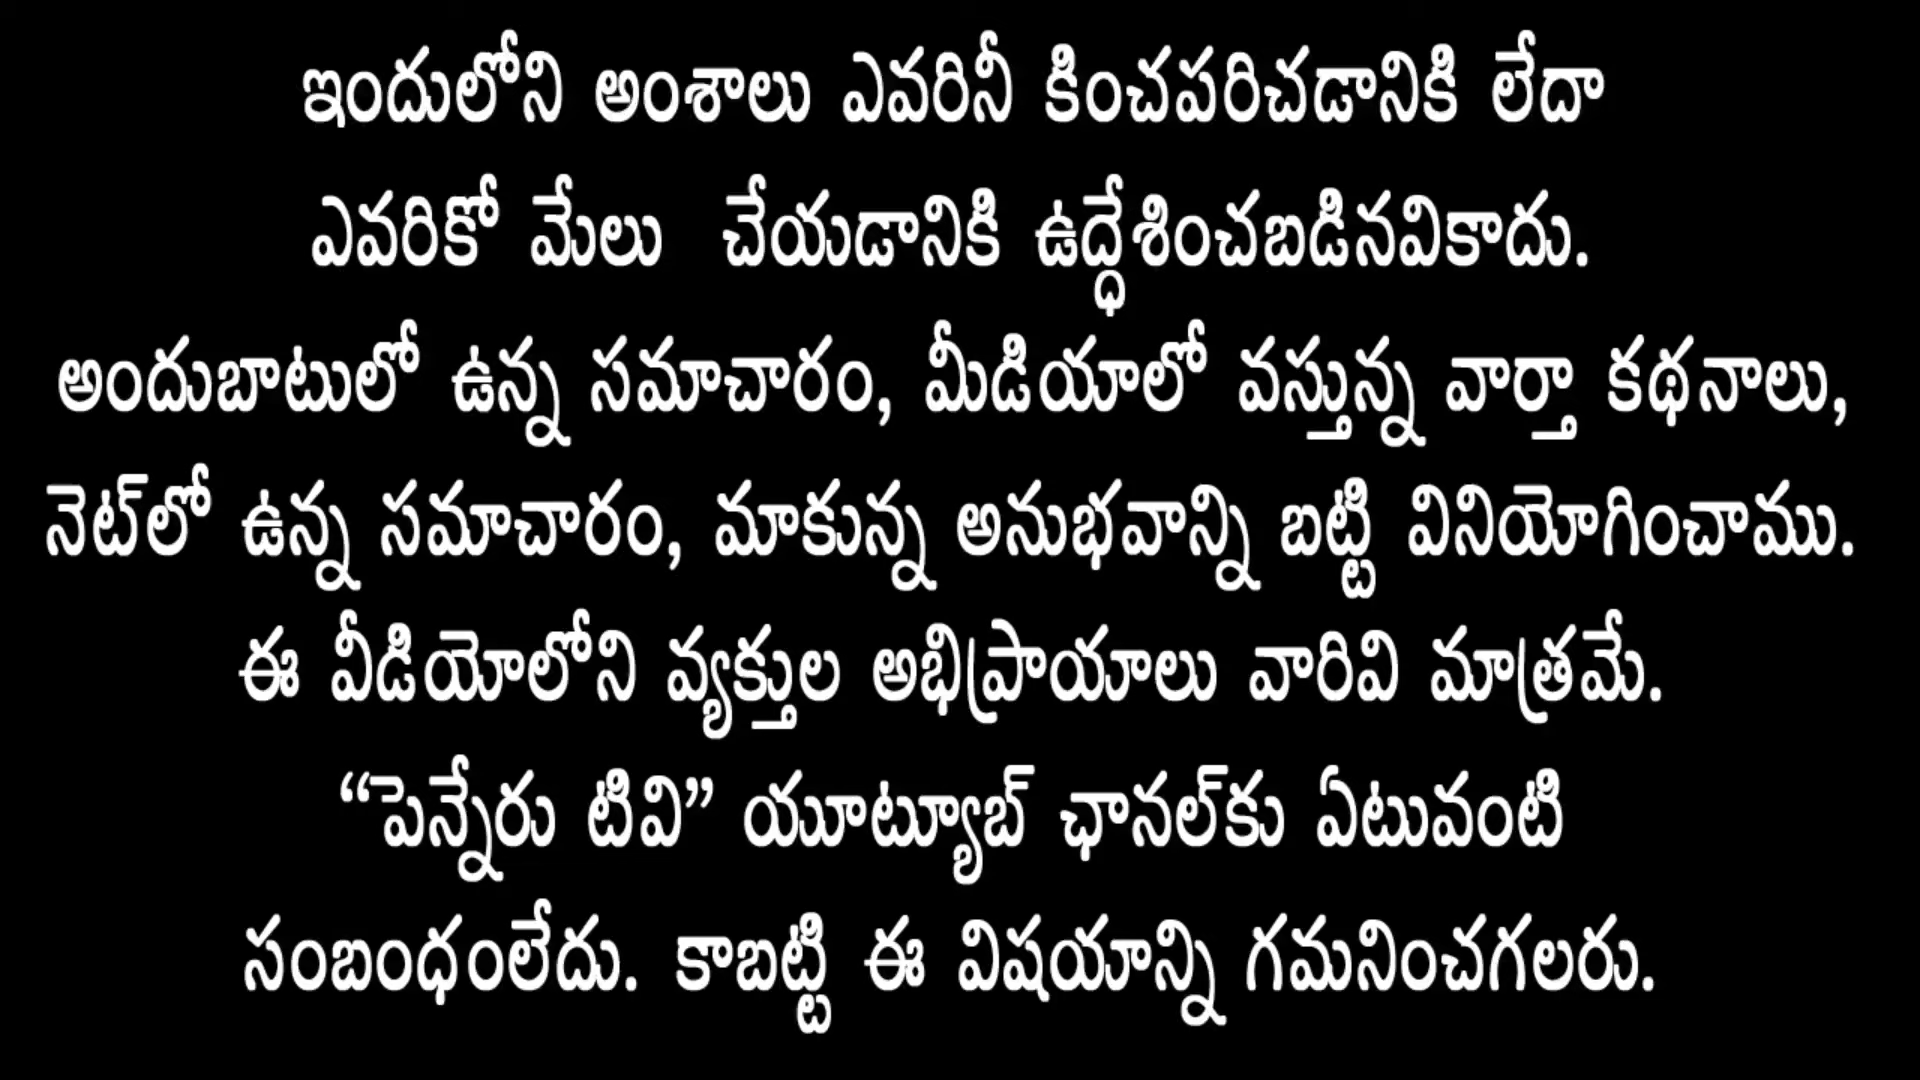 ఇందులోని అంశాలు ఎవరినీ కించపరిచడానికి లేదా
ఎవరికో మేలు చేయడానికి ఉద్ధేశించబడినవికాదు.
అందుబాటులో ఉన్న సమాచారం, మీడియాలో వస్తున్న వార్తా కథనాలు,
నెట్‌లో ఉన్న సమాచారం, మాకున్న అనుభవాన్ని బట్టి వినియోగించాము.
ఈ వీడియోలోని వ్యక్తుల అభిప్రాయాలు వారివి మాత్రమే.
“పెన్నేరు టివి” యూట్యూబ్ ఛానల్‌కు ఏటువంటి
సంబంధంలేదు. కాబట్టి ఈ విషయాన్ని గమనించగలరు.